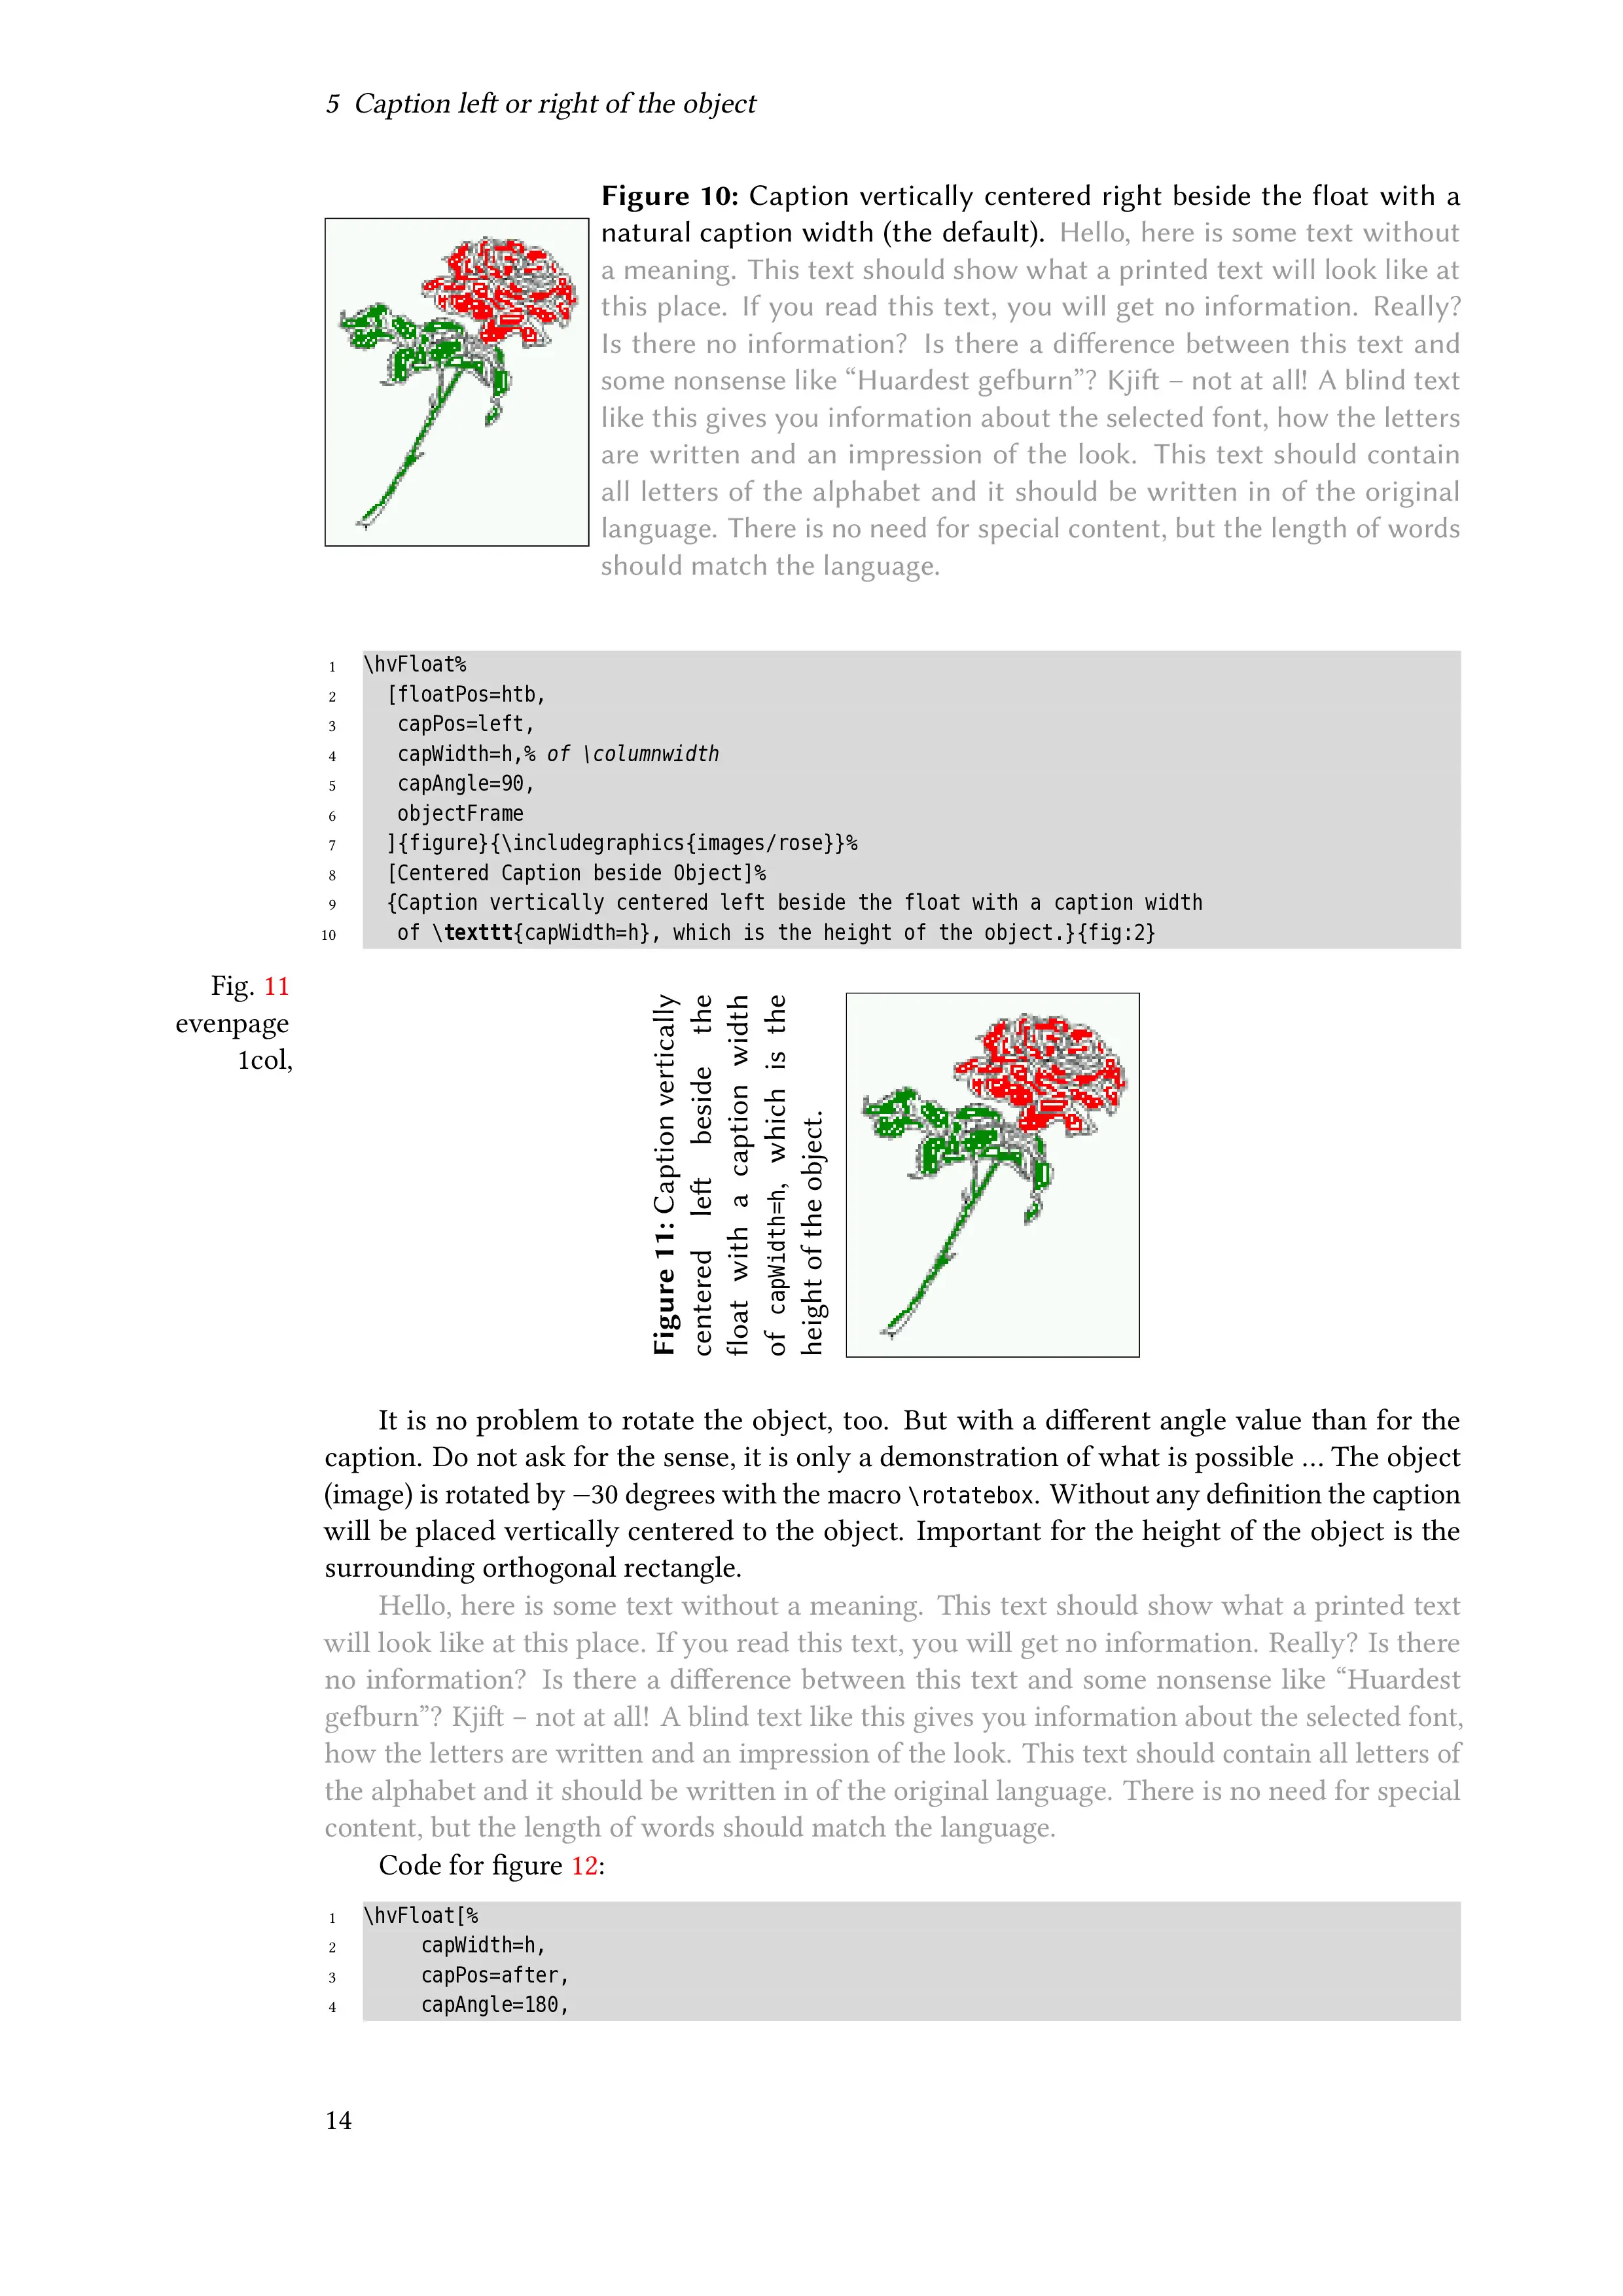 5 Caption left or right of the object
Figure 10: Caption vertically centered right beside the float with a
natural caption width (the default). Hello, here is some text without
a meaning. This text should show what a printed text will look like at
this place. If you read this text, you will get no information. Really?
Is there no information? Is there a difference between this text and
some nonsense like “Huardest gefburn”? Kjift – not at all! A blind text
like this gives you information about the selected font, how the letters
are written and an impression of the look. This text should contain
all letters of the alphabet and it should be written in of the original
language. There is no need for special content, but the length of words
should match the language.
1 \hvFloat%
2 [floatPos=htb,
3 capPos=left,
4 capWidth=h,% of \columnwidth
5 capAngle=90,
6 objectFrame
7 ]{figure}{\includegraphics{images/rose}}%
8 [Centered Caption beside Object]%
9 {Caption vertically centered left beside the float with a caption width
10 of \texttt{capWidth=h}, which is the height of the object.}{fig:2}
Fig. 11
evenpage
1col,
Figure 11: Caption vertically
centered left beside the
float with a caption width
of capWidth=h, which is the
height of the object.
It is no problem to rotate the object, too. But with a different angle value than for the
caption. Do not ask for the sense, it is only a demonstration of what is possible ... The object
(image) is rotated by −30 degrees with the macro \rotatebox. Without any definition the caption
will be placed vertically centered to the object. Important for the height of the object is the
surrounding orthogonal rectangle.
Hello, here is some text without a meaning. This text should show what a printed text
will look like at this place. If you read this text, you will get no information. Really? Is there
no information? Is there a difference between this text and some nonsense like “Huardest
gefburn”? Kjift – not at all! A blind text like this gives you information about the selected font,
how the letters are written and an impression of the look. This text should contain all letters of
the alphabet and it should be written in of the original language. There is no need for special
content, but the length of words should match the language.
Code for figure 12:
1 \hvFloat[%
2 capWidth=h,
3 capPos=after,
4 capAngle=180,
14